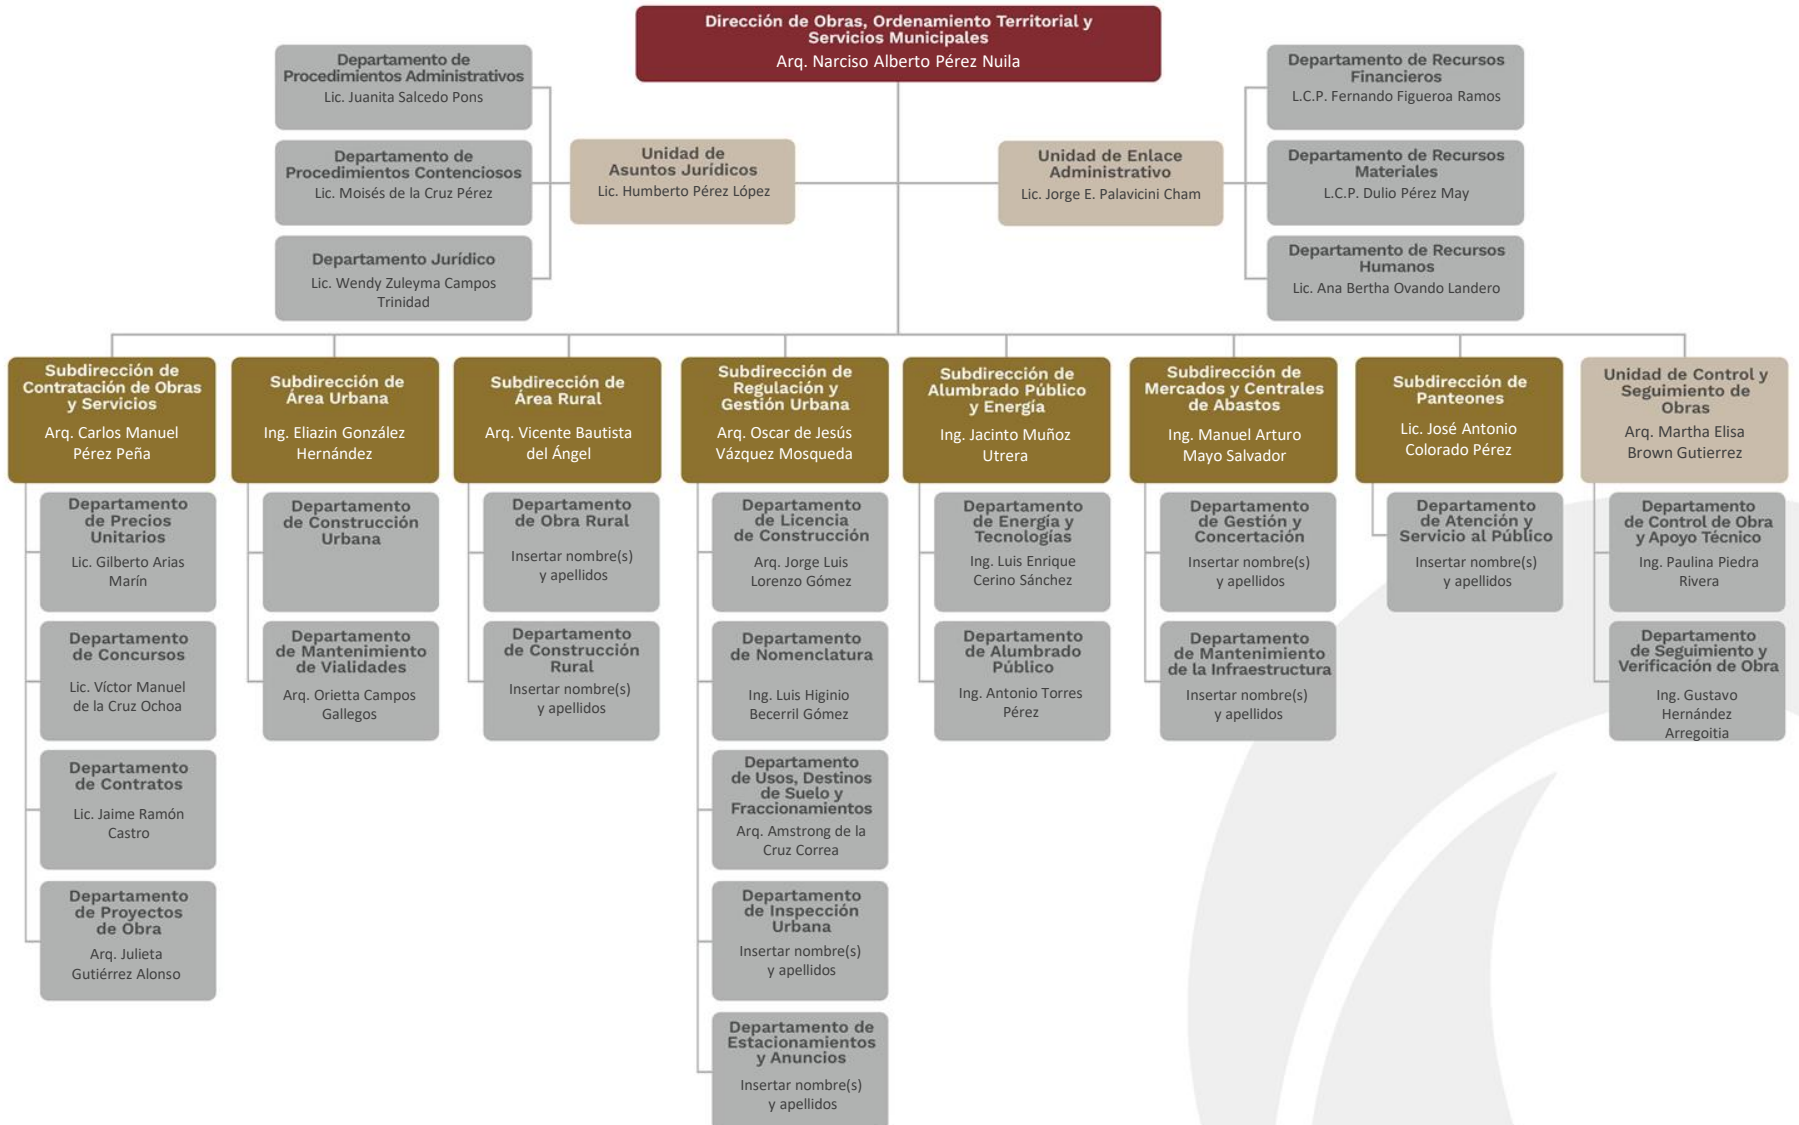 Dirección de Obras, Ordenamiento Territorial y
Servicios Municipales
Arq. Narciso Alberto Pérez Nuila
Departamento de
Procedimientos Administrativos
Lic. Juanita Salcedo Pons
Departamento de
Procedimientos Contenciosos
Lic. Moisés de la Cruz Pérez
Departamento Jurídico
Lic. Wendy Zuleyma Campos
Trinidad
Unidad de
Asuntos Jurídicos
Lic. Humberto Pérez López
Unidad de Enlace
Administrativo
Lic. Jorge E. Palavicini Cham
Departamento de Recursos
Financieros
L.C.P. Fernando Figueroa Ramos
Departamento de Recursos
Materiales
L.C.P. Dulio Pérez May
Departamento de Recursos
Humanos
Lic. Ana Bertha Ovando Landero
Subdirección de
Contratación de Obras
y Servicios
Arq. Carlos Manuel
Pérez Peña
Departamento
de Precios
Unitarios
Lic. Gilberto Arias
Marín
Departamento
de Concursos
Lic. Víctor Manuel
de la Cruz Ochoa
Departamento
de Contratos
Lic. Jaime Ramón
Castro
Departamento
de Proyectos
de Obra
Arq. Julieta
Gutiérrez Alonso
Subdirección de
Área Urbana
Ing. Eliazin González
Hernández
Departamento
de Construcción
Urbana
Departamento
de Mantenimiento
de Vialidades
Arq. Orietta Campos
Gallegos
Subdirección de
Área Rural
Arq. Vicente Bautista
del Ángel
Departamento
de Obra Rural
Insertar nombre(s)
y apellidos
Departamento
de Construcción
Rural
Insertar nombre(s)
y apellidos
Subdirección de
Regulación y
Gestión Urbana
Arq. Oscar de Jesús
Vázquez Mosqueda
Departamento
de Licencia
de Construcción
Arq. Jorge Luis
Lorenzo Gómez
Departamento
de Nomenclatura
Ing. Luis Higinio
Becerril Gómez
Departamento
de Usos, Destinos
de Suelo y
Fraccionamientos
Arq. Amstrong de la
Cruz Correa
Departamento
de Inspección
Urbana
Insertar nombre(s)
y apellidos
Departamento de
Estacionamientos
y Anuncios
Insertar nombre(s)
y apellidos
Subdirección de
Alumbrado Público
y Energía
Ing. Jacinto Muñoz
Utrera
Departamento
de Energía y
Tecnologías
Ing. Luis Enrique
Cerino Sánchez
Departamento
de Alumbrado
Público
Ing. Antonio Torres
Pérez
Subdirección de
Mercados y Centrales
de Abastos
Ing. Manuel Arturo
Mayo Salvador
Departamento
de Gestión y
Concertación
Insertar nombre(s)
y apellidos
Departamento
de Mantenimiento
de la Infraestructura
Insertar nombre(s)
y apellidos
Subdirección de
Panteones
Lic. José Antonio
Colorado Pérez
Departamento
de Atención y
Servicio al Público
Insertar nombre(s)
y apellidos
Unidad de Control y
Seguimiento de
Obras
Arq. Martha Elisa
Brown Gutierrez
Departamento
de Control de Obra
y Apoyo Técnico
Ing. Paulina Piedra
Rivera
Departamento
de Seguimiento y
Verificación de Obra
Ing. Gustavo
Hernández
Arregoitia